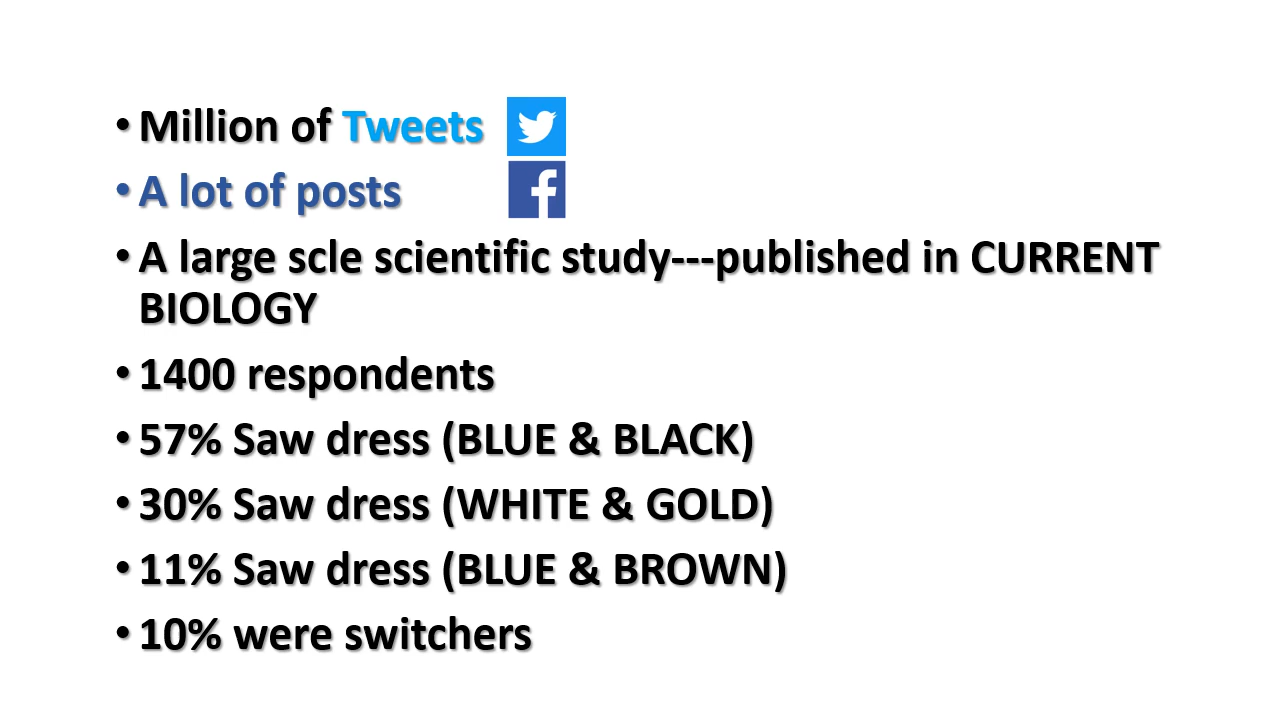 • Million of Tweets
• A lot of posts
• A large scle scientific study---published in CURRENT
BIOLOGY
• 1400 respondents
• 57% Saw dress (BLUE & BLACK)
• 30% Saw dress (WHITE & GOLD)
• 11% Saw dress (BLUE & BROWN)
• 10% were switchers